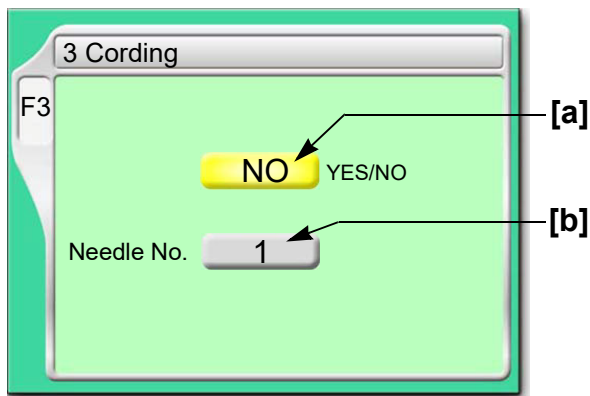 3 Cording
F3
[a]
NO YES/NO
[b]
Needle No. 1